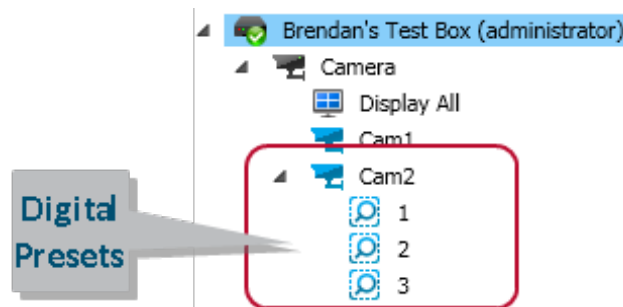 Brendan's Test Box (administrator)
Camera
Display All
Cam1
Cam2
Digital
Presets
1
2
3